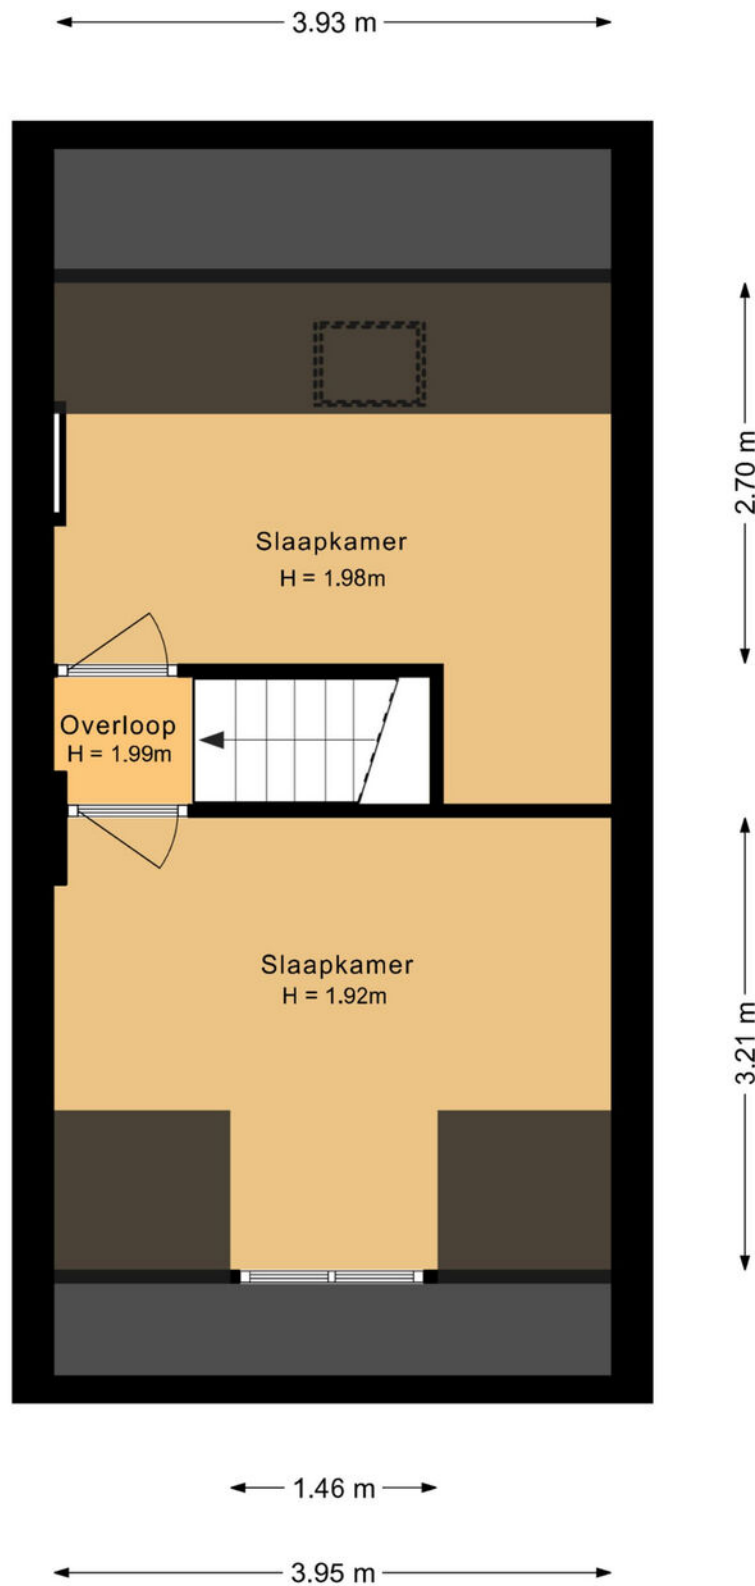 3.93 m
2.70 m
Slaapkamer
H = 1.98m
Overloop
H = 1.99m
Slaapkamer
H = 1.92m
3.21 m
1.46 m
3.95 m